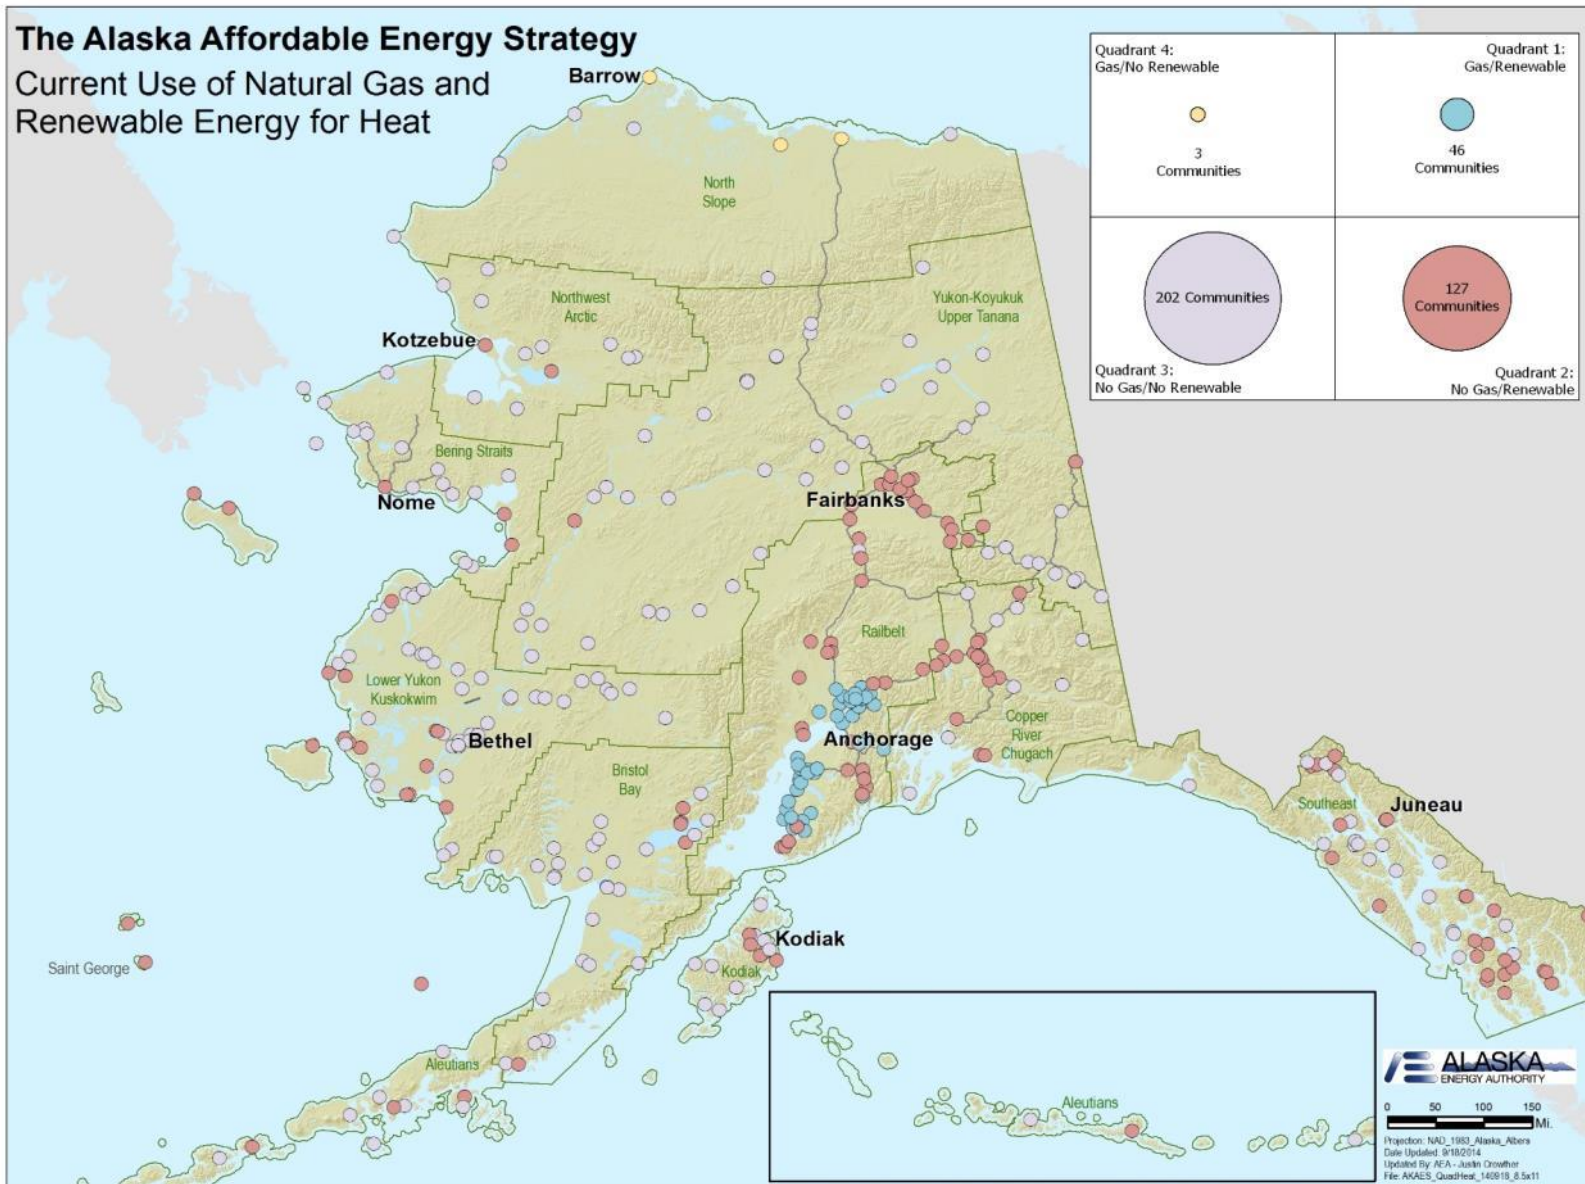 The Alaska Affordable Energy Strategy
Current Use of Natural Gas and
Renewable Energy for Heat
Quadrant 4:
Gas/No Renewable
3
Communities
Quadrant 1:
Gas/Renewable
46
Communities
202 Communities
Quadrant 3:
No Gas/No Renewable
127
Communities
Quadrant 2:
No Gas/Renewable
Barrow
North
Slope
Northwest
Arctic
Yukon-Koyukuk
Upper Tanana
Kotzebue
Bering Straits
Nome
Fairbanks
Railbelt
Lower Yukon
Kuskokwim
Bethel
Anchorage
Copper
River
Chugach
Bristol
Bay
Southeast
Juneau
Kodiak
Kodiak
Saint George
Aleutians
Aleutians
ALASKA
ENERGY AUTHORITY
0 50 100 150
Mi.
Projection: NAD_1983_Alaska_Albers
Date Updated: 9/18/2014
Updated By: AEA - Justin Crowther
File: AKAES_QuadHeat_140918_8.5x11